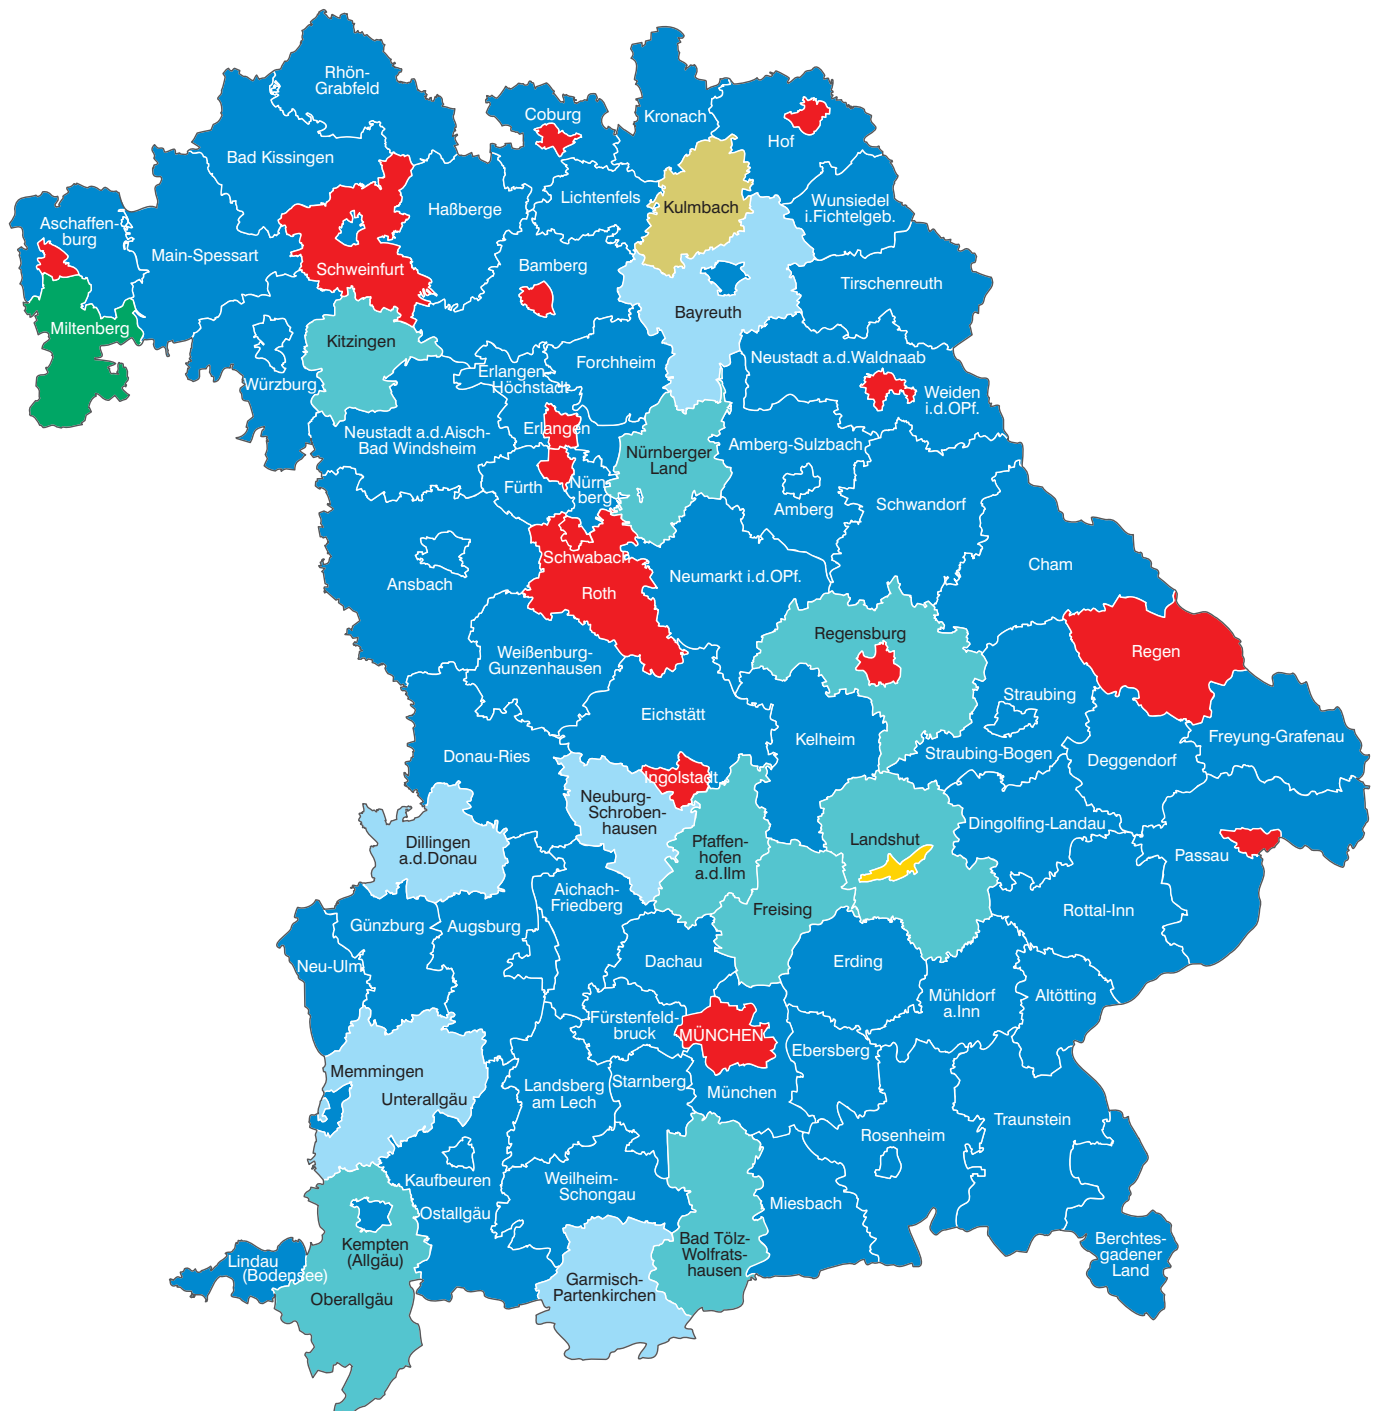 Rhön-
Grabfeld
Coburg
Kronach
Hof
Bad Kissingen
Lichtenfels
Haßberge
Kulmbach
Wunsiedel
i.Fichtelgeb.
Aschaffen-
burg
Main-Spessart
Schweinfurt
Bamberg
Tirschenreuth
Bayreuth
Miltenberg
Kitzingen
Würzburg
Erlangen-
Höchstadt
Forchheim
Neustadt a.d.Waldnaab
Weiden
i.d.OPf.
Neustadt a.d.Aisch-
Bad Windsheim
Erlangen
Fürth
Nürn-
berg
Nürnberger
Land
Amberg-Sulzbach
Amberg
Schwandorf
Cham
Ansbach
Schwabach
Roth
Neumarkt i.d.OPf.
Regensburg
Regen
Weißenburg-
Gunzenhausen
Straubing
Eichstätt
Kelheim
Straubing-Bogen
Deggendorf
Freyung-Grafenau
Donau-Ries
Ingolstadt
Neuburg-
Schroben-
hausen
Dillingen
a.d.Donau
Pfaffen-
hofen
a.d.Ilm
Landshut
Dingolfing-Landau
Passau
Aichach-
Friedberg
Freising
Rottal-Inn
Günzburg
Augsburg
Neu-Ulm
Dachau
Erding
Mühldorf
a.Inn
Altötting
Fürstenfeld-
bruck
MÜNCHEN
Ebersberg
Memmingen
Unterallgäu
Landsberg
am Lech
Starnberg
München
Traunstein
Rosenheim
Kaufbeuren
Ostallgäu
Weilheim-
Schongau
Miesbach
Kempten
(Allgäu)
Lindau
(Bodensee)
Oberallgäu
Bad Tölz-
Wolfrats-
hausen
Garmisch-
Partenkirchen
Berchtes-
gadener
Land